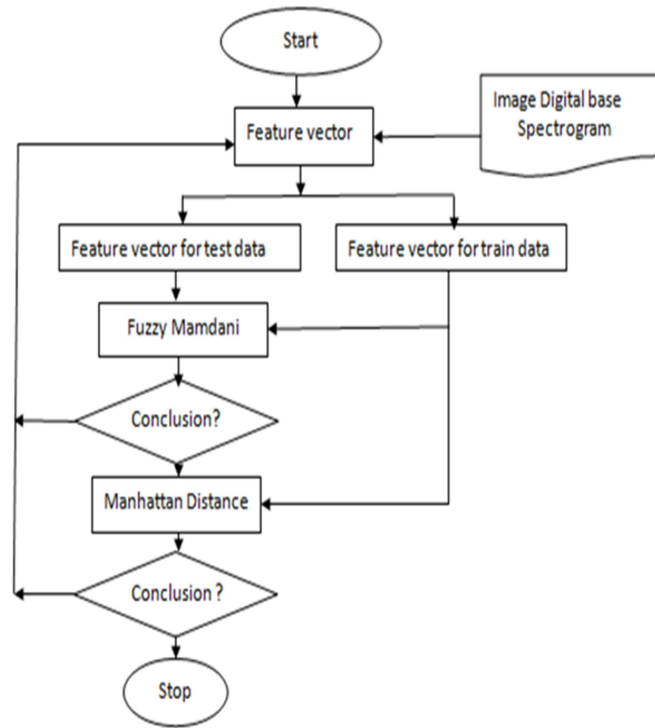 Start
Image Digital base
Spectrogram
Feature vector
Feature vector for test data
Feature vector for train data
Fuzzy Mamdani
Conclusion?
Manhattan Distance
Conclusion ?
Stop